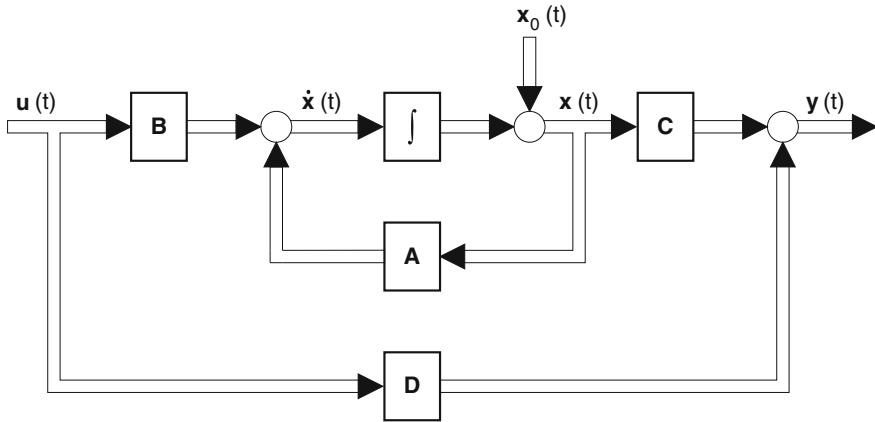 x₀ (t)
u (t)
B
ẋ (t)
∫
x (t)
C
y (t)
A
D